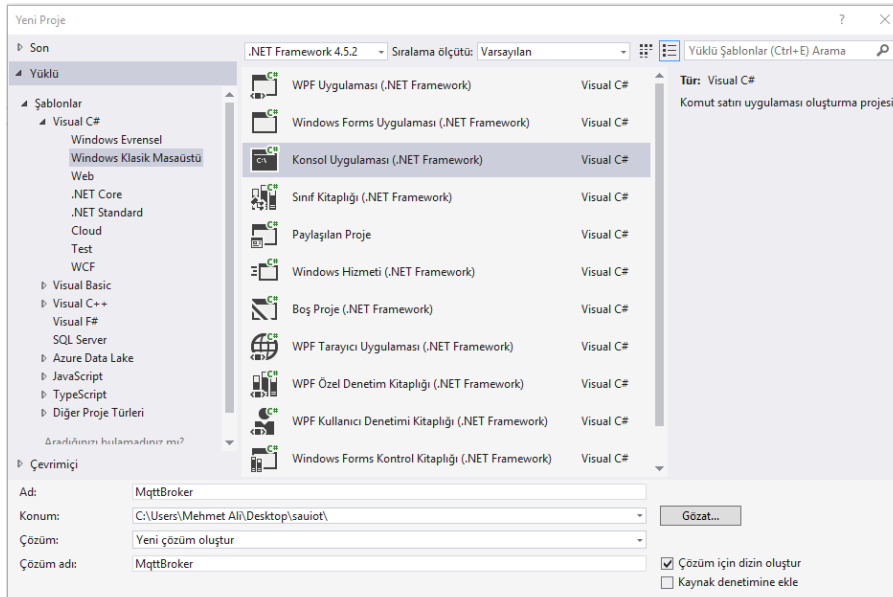 Yeni Proje
? ×
Son
Yüklü
Şablonlar
Visual C#
Windows Evrensel
Windows Klasik Masaüstü
Web
.NET Core
.NET Standard
Cloud
Test
WCF
Visual Basic
Visual C++
Visual F#
SQL Server
Azure Data Lake
JavaScript
TypeScript
Diğer Proje Türleri
Aradığınızı bulamadınız mı?
Çevrimiçi
.NET Framework 4.5.2 Sıralama ölçütü: Varsayılan
Yüklü Şablonlar (Ctrl+E) Arama
WPF Uygulaması (.NET Framework) Visual C#
Windows Forms Uygulaması (.NET Framework) Visual C#
Konsol Uygulaması (.NET Framework) Visual C#
Sınıf Kitaplığı (.NET Framework) Visual C#
Paylaşılan Proje Visual C#
Windows Hizmeti (.NET Framework) Visual C#
Boş Proje (.NET Framework) Visual C#
WPF Tarayıcı Uygulaması (.NET Framework) Visual C#
WPF Özel Denetim Kitaplığı (.NET Framework) Visual C#
WPF Kullanıcı Denetimi Kitaplığı (.NET Framework) Visual C#
Windows Forms Kontrol Kitaplığı (.NET Framework) Visual C#
Tür: Visual C#
Komut satırı uygulaması oluşturma projesi
Ad: MqttBroker
Konum: C:\Users\Mehmet Ali\Desktop\sauiot\ Gözat...
Çözüm: Yeni çözüm oluştur
Çözüm adı: MqttBroker
Çözüm için dizin oluştur
Kaynak denetimine ekle